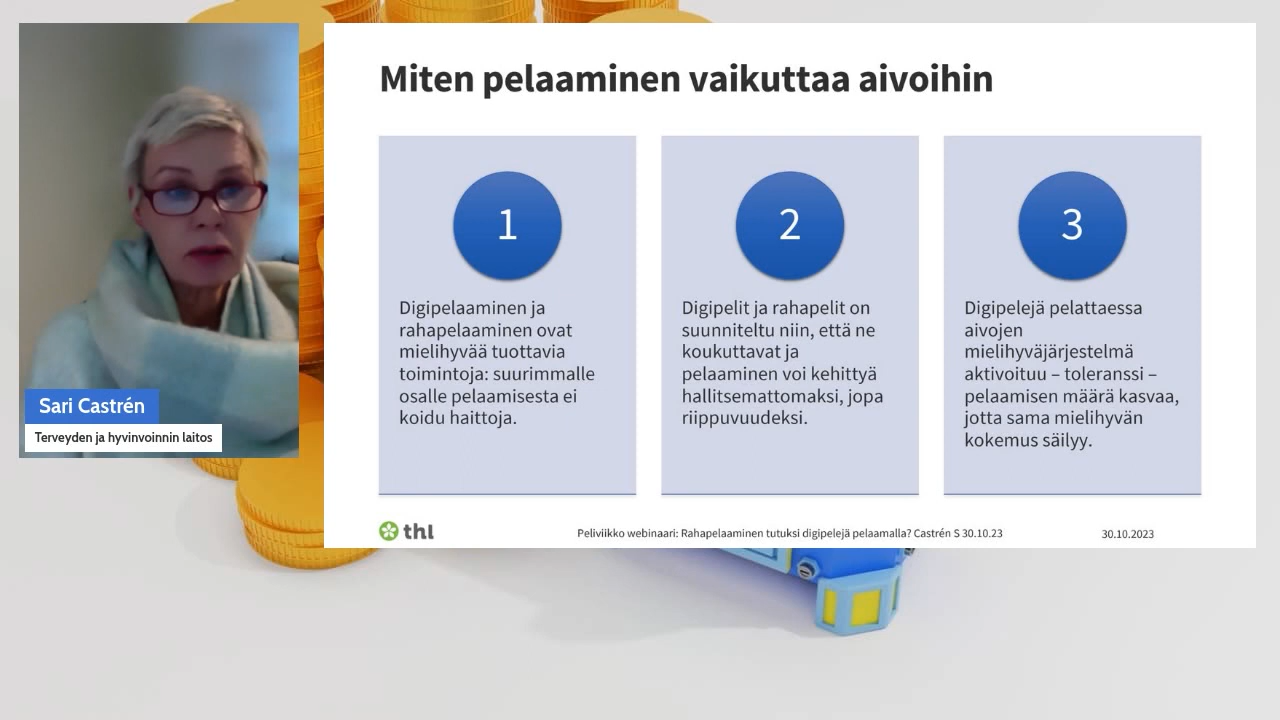 Miten pelaaminen vaikuttaa aivoihin
1
Digipelaaminen ja
rahapelaaminen ovat
mielihyvää tuottavia
toimintoja: suurimmalle
osalle pelaamisesta ei
koidu haittoja.
2
Digipelit ja rahapelit on
suunniteltu niin, että ne
koukuttavat ja
pelaaminen voi kehittyä
hallitsemattomaksi, jopa
riippuvuudeksi.
3
Digipelejä pelattaessa
aivojen
mielihyväjärjestelmä
aktivoituu – toleranssi –
pelaamisen määrä kasvaa,
jotta sama mielihyvän
kokemus säilyy.
Sari Castrén
Terveyden ja hyvinvoinnin laitos
thl
Peliviikko webinaari: Rahapelaaminen tutuksi digipelejä pelaamalla? Castrén S 30.10.23
30.10.2023